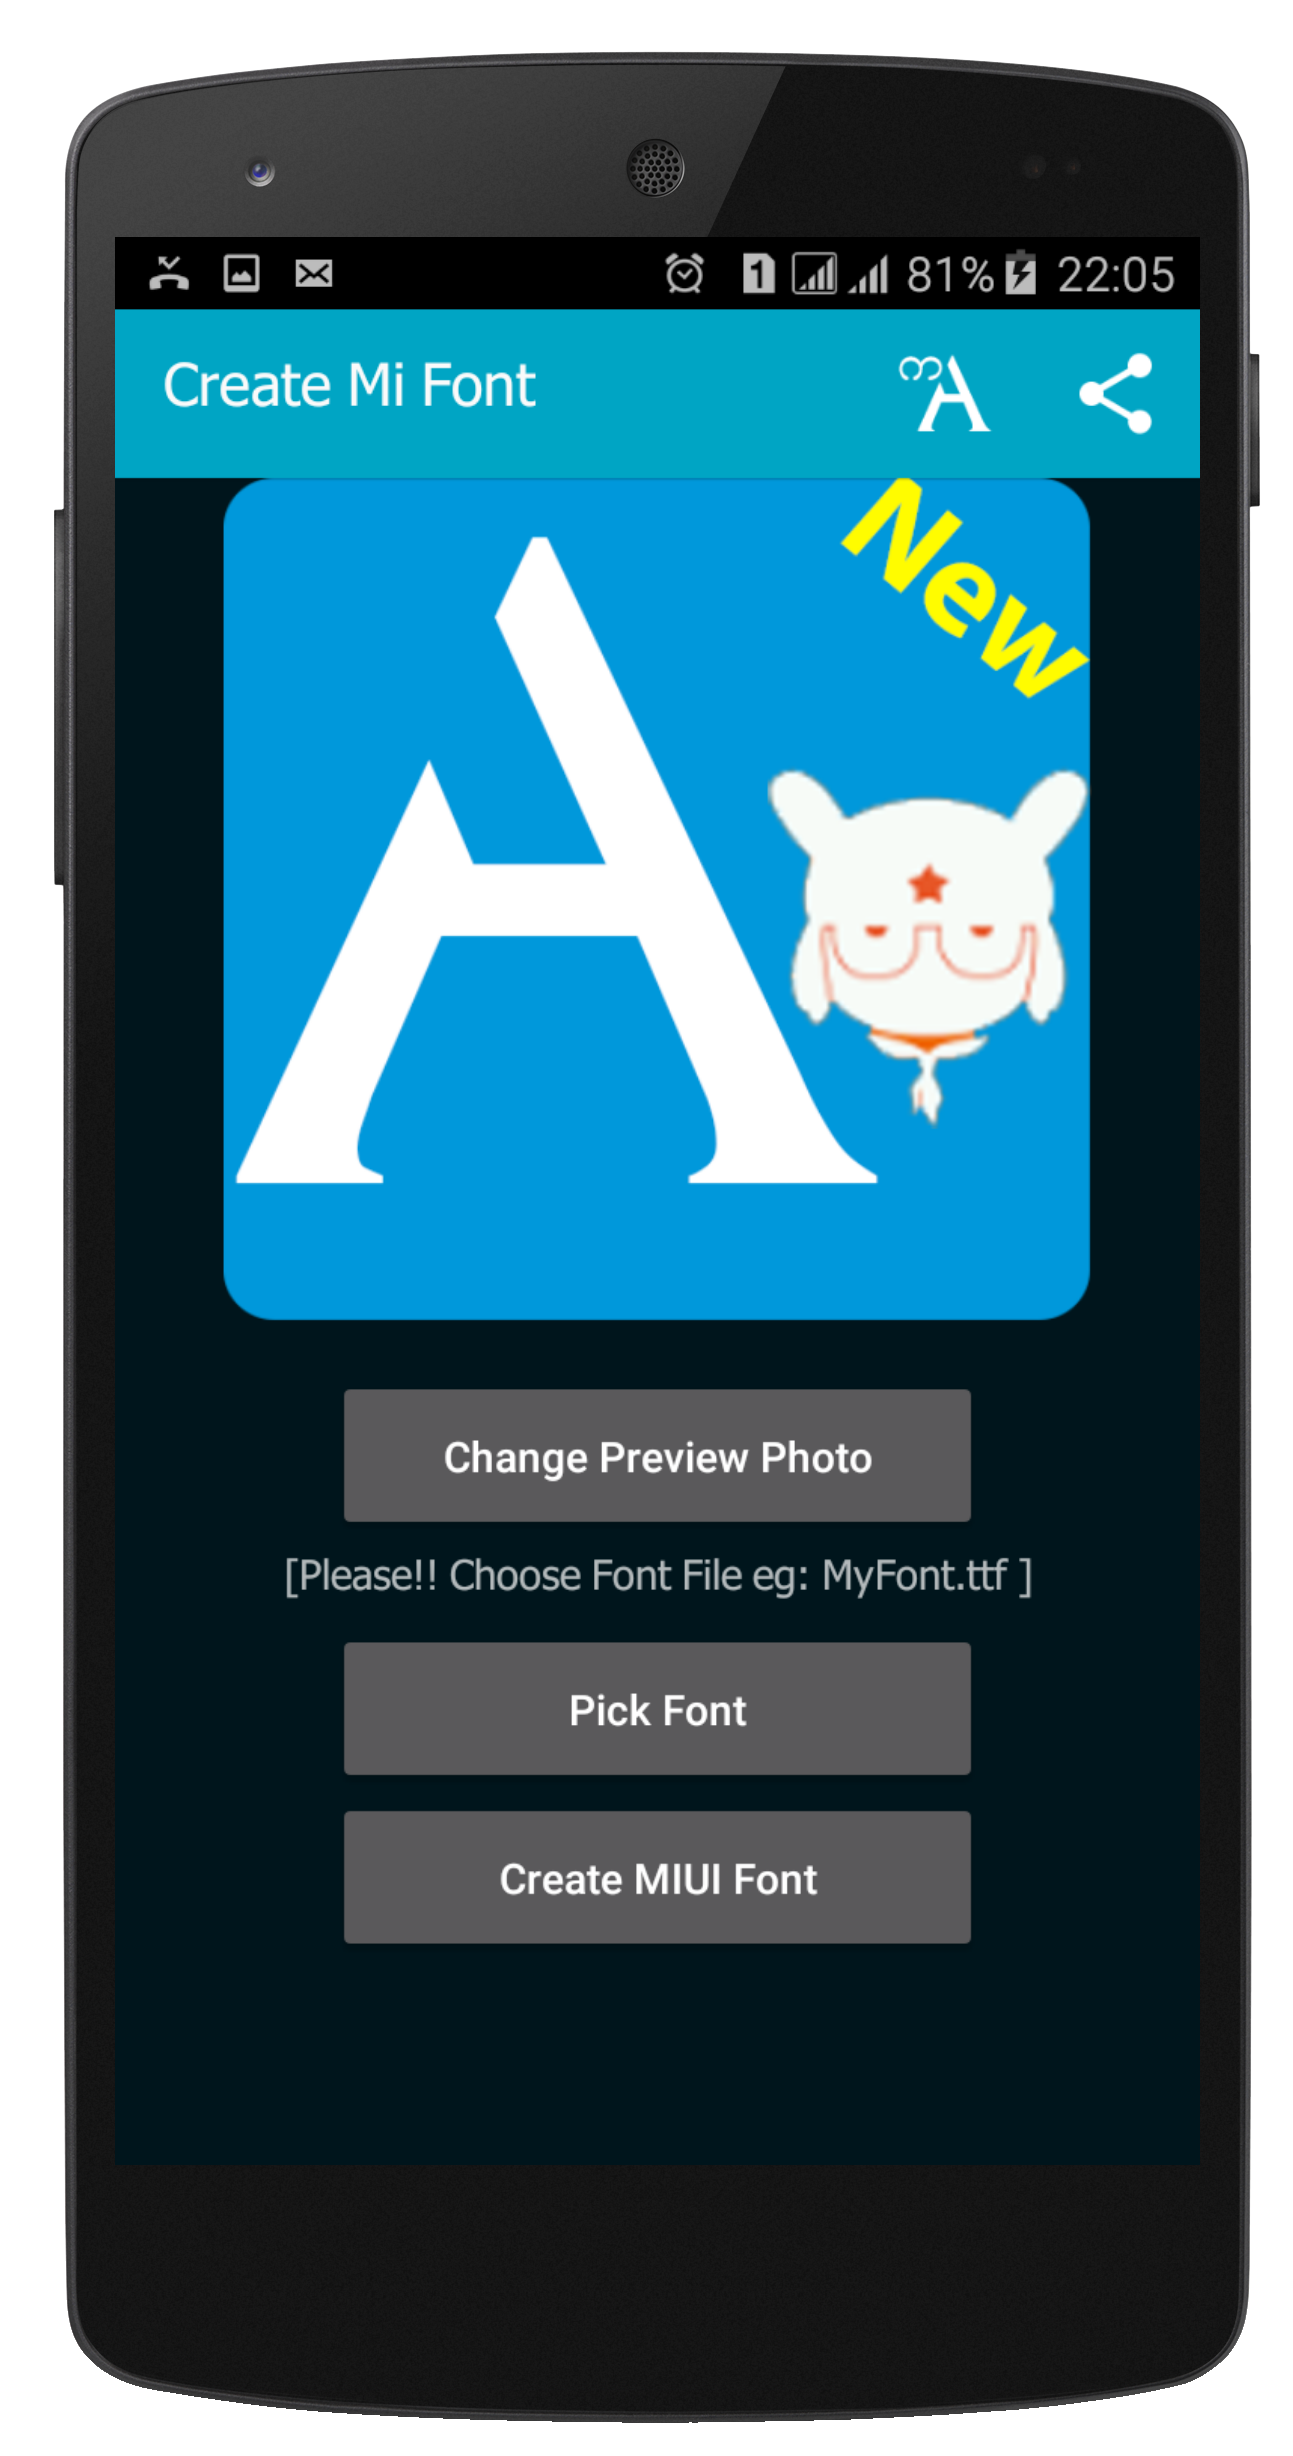 1 81% 22:05
Create Mi Font
3 A
New
A
Change Preview Photo
[Please!! Choose Font File eg: MyFont.ttf ]
Pick Font
Create MIUI Font